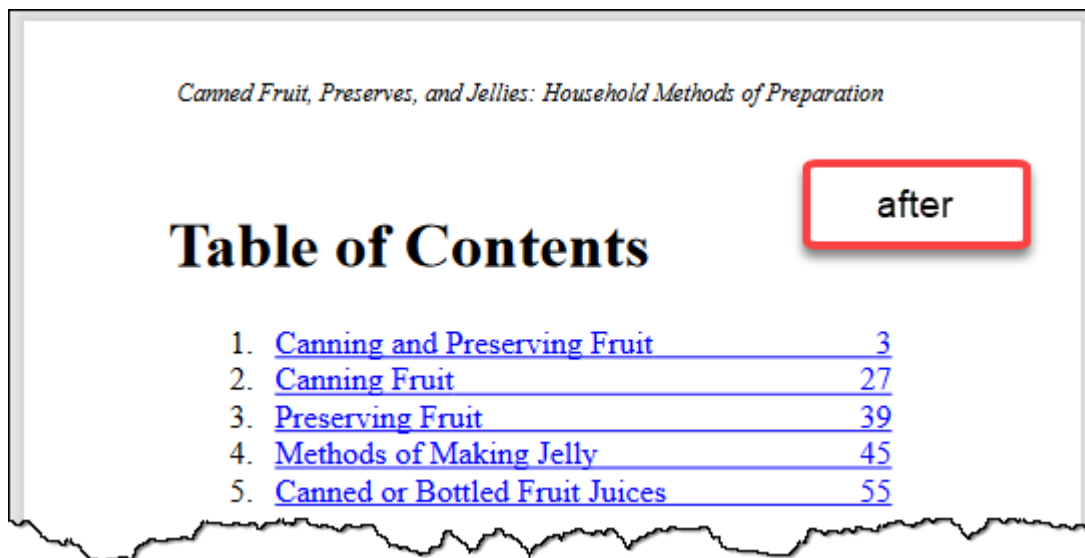 Canned Fruit, Preserves, and Jellies: Household Methods of Preparation
after
Table of Contents
1. Canning and Preserving Fruit 3
2. Canning Fruit 27
3. Preserving Fruit 39
4. Methods of Making Jelly 45
5. Canned or Bottled Fruit Juices 55